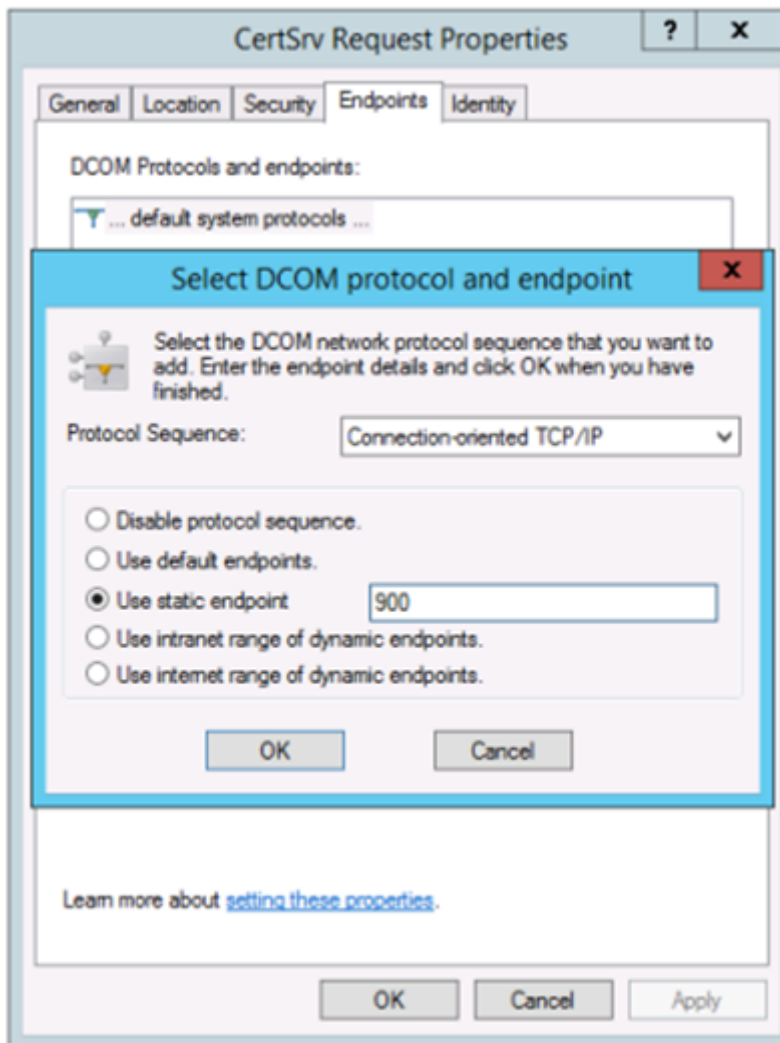 CertSrv Request Properties
?
x
General
Location
Security
Endpoints
Identity
DCOM Protocols and endpoints:
... default system protocols ...
Select DCOM protocol and endpoint
x
Select the DCOM network protocol sequence that you want to
add. Enter the endpoint details and click OK when you have
finished.
Protocol Sequence:
Connection-oriented TCP/IP
Disable protocol sequence.
Use default endpoints.
Use static endpoint
900
Use intranet range of dynamic endpoints.
Use internet range of dynamic endpoints.
OK
Cancel
Learn more about setting these properties.
OK
Cancel
Apply